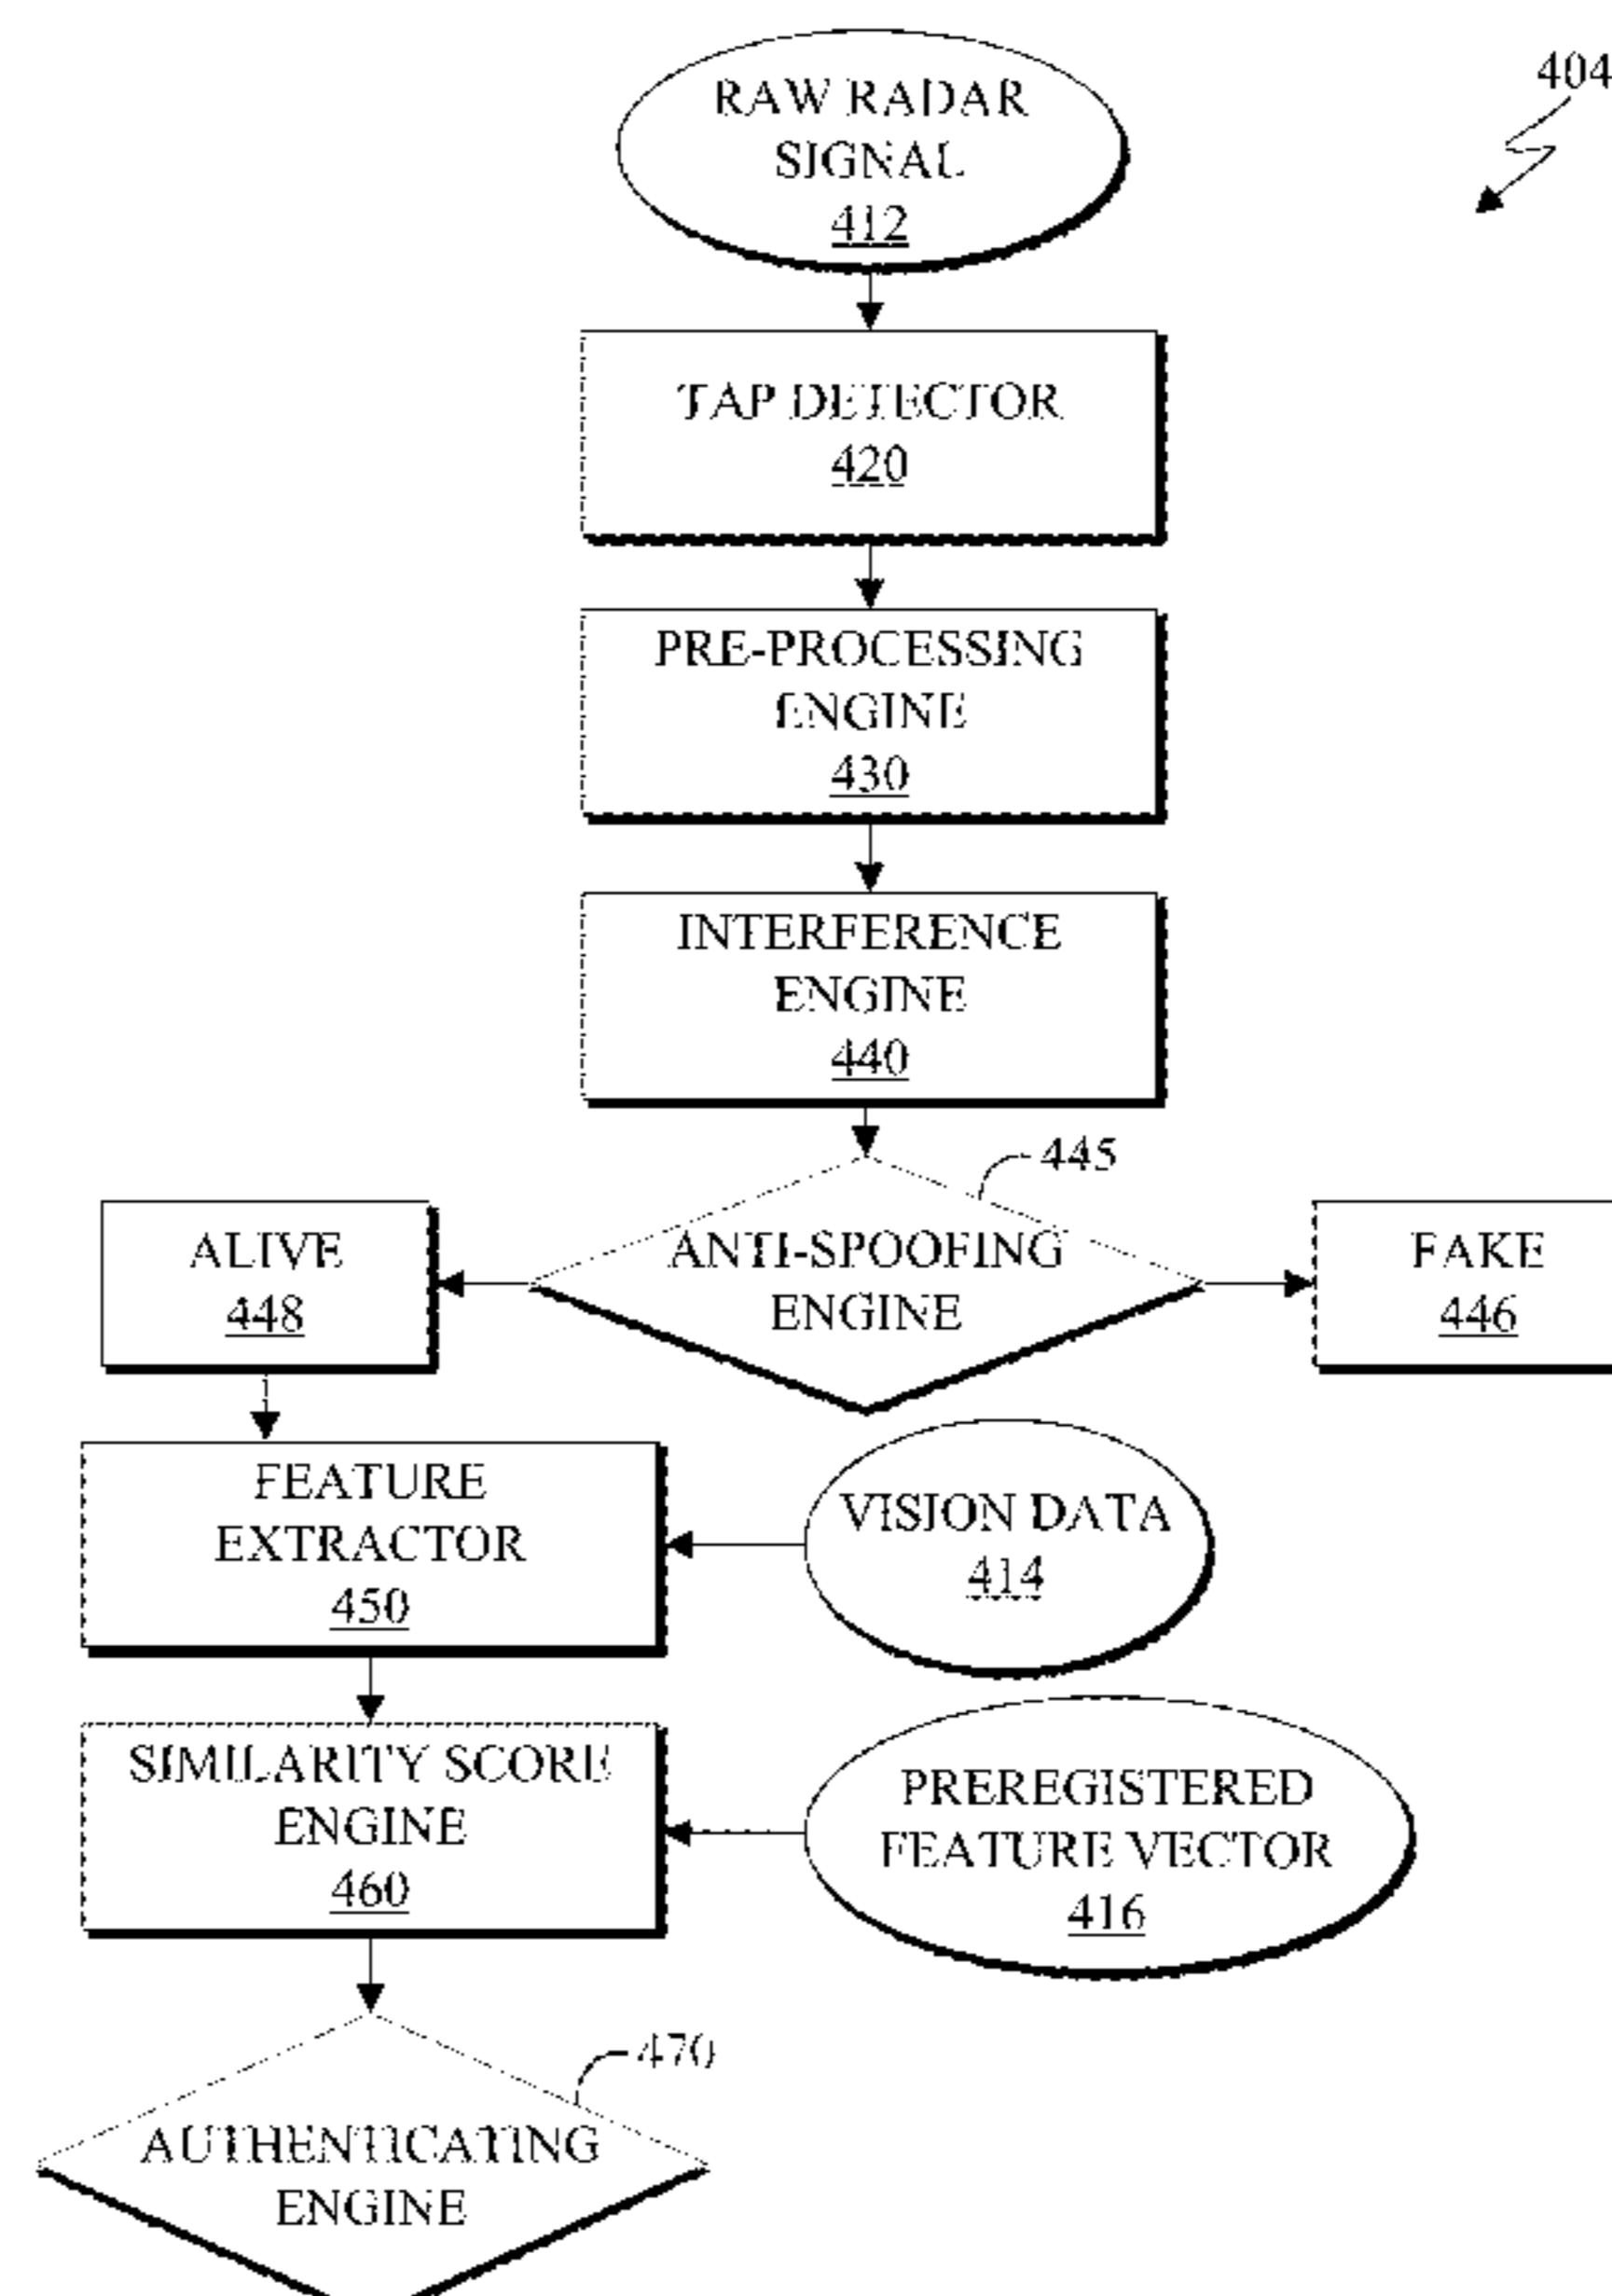 RAW RADAR
SIGNAL
412
404
TAP DETECTOR
420
PRE-PROCESSING
ENGINE
430
INTERFERENCE
ENGINE
440
445
ALIVE
448
ANTI-SPOOFING
ENGINE
FAKE
446
FEATURE
EXTRACTOR
450
VISION DATA
414
SIMILARITY SCORE
ENGINE
460
PREREGISTERED
FEATURE VECTOR
416
470
AUTHENTICATING
ENGINE